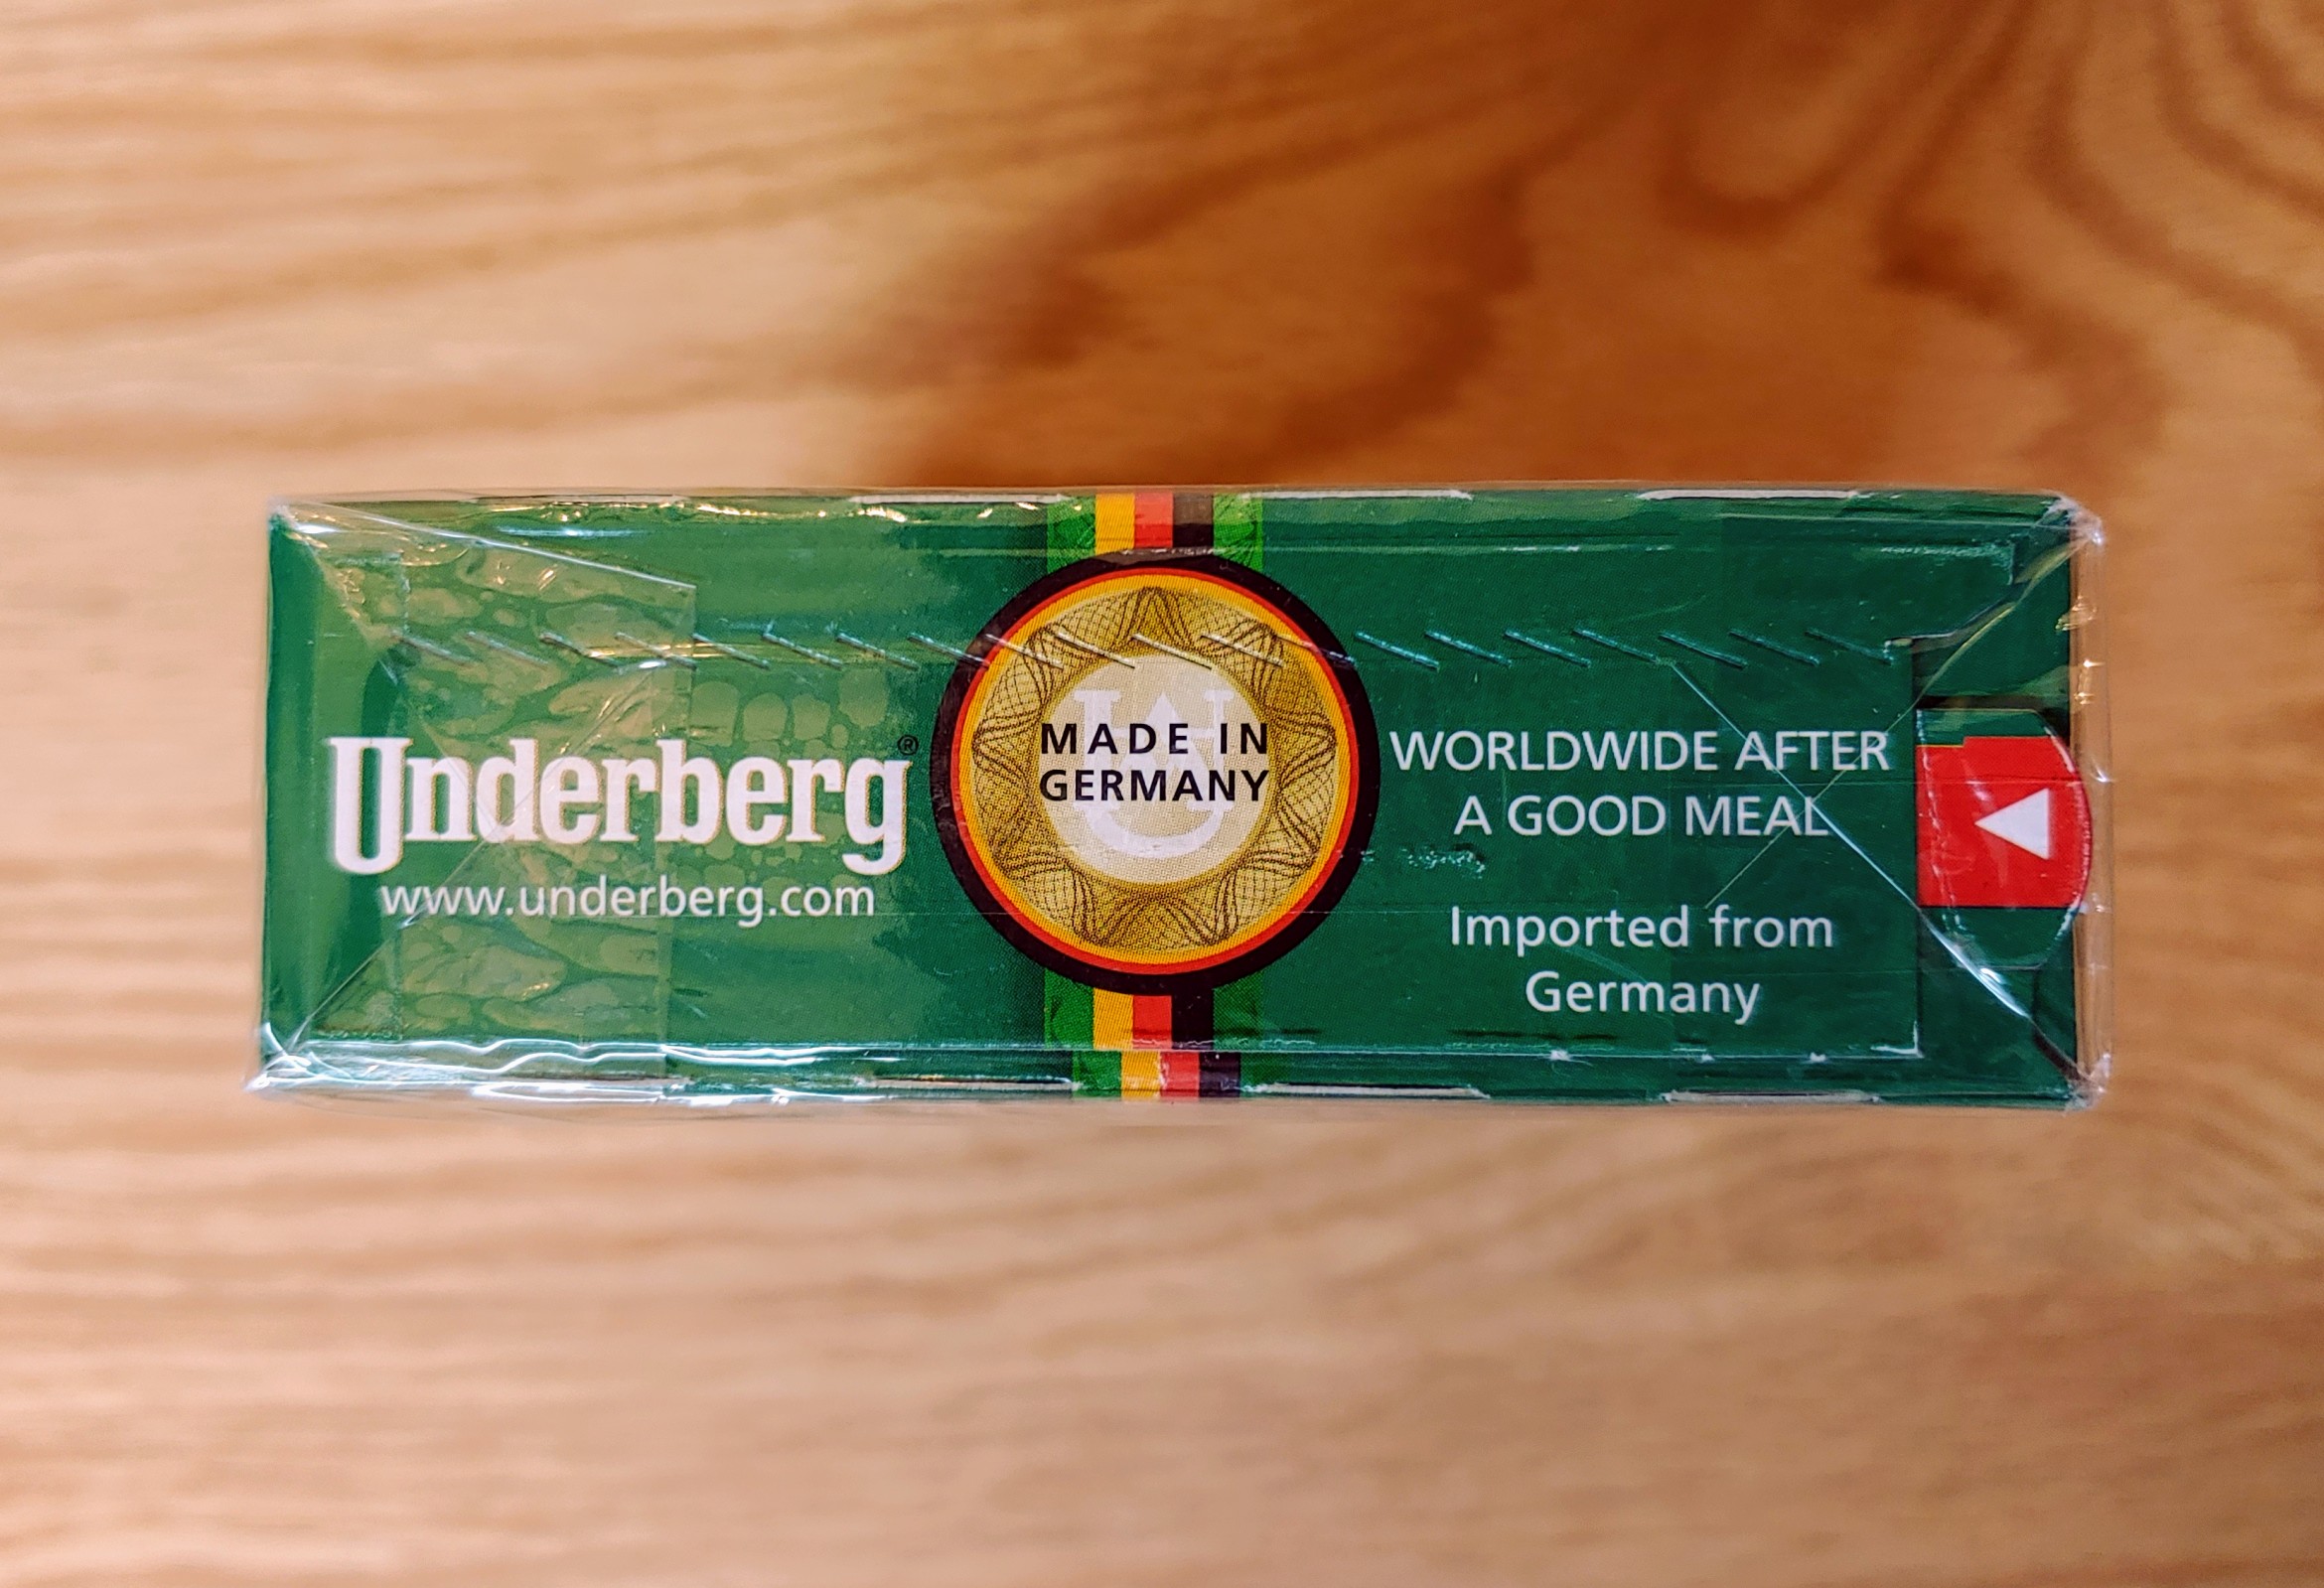 Underberg®
www.underberg.com
MADE IN
GERMANY
WORLDWIDE AFTER
A GOOD MEAL
Imported from
Germany